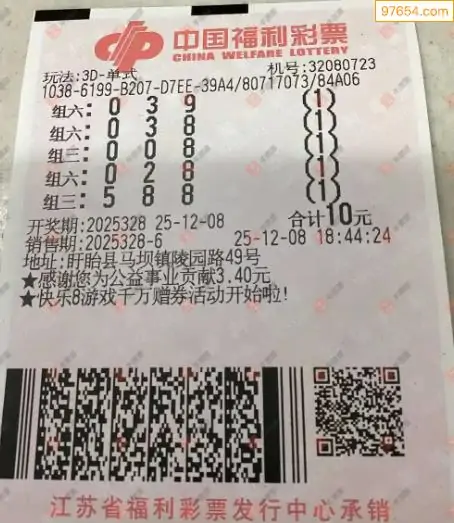 97654.com
中国福利彩票
CHINA WELFARE LOTTERY
玩法:3D-单式 机号:32080723
1038-6199-B207-D7EE-39A4/80717073/84A06
组六: 0 3 9 (1)
组六: 0 3 8 (1)
组三: 0 0 8 (1)
组六: 0 2 8 (1)
组三: 5 8 8 (1)
合计10元
开奖期:2025328 25-12-08
销售期:2025328-6 25-12-08 18:44:24
地址:盱眙县马坝镇陵园路49号
★感谢您为公益事业贡献3.40元
★快乐8游戏千万赠券活动开始啦!
江苏省福利彩票发行中心承销